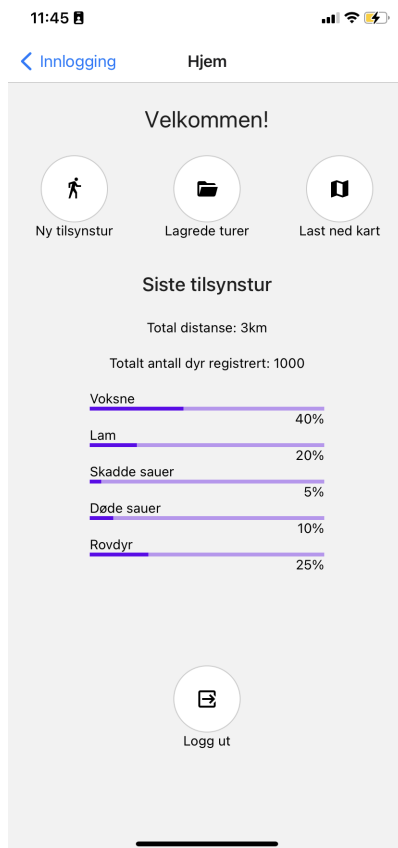 11:45
Innlogging
Hjem
Velkommen!
Ny tilsynstur
Lagrede turer
Last ned kart
Siste tilsynstur
Total distanse: 3km
Totalt antall dyr registrert: 1000
Voksne
40%
Lam
20%
Skadde sauer
5%
Døde sauer
10%
Rovdyr
25%
Logg ut